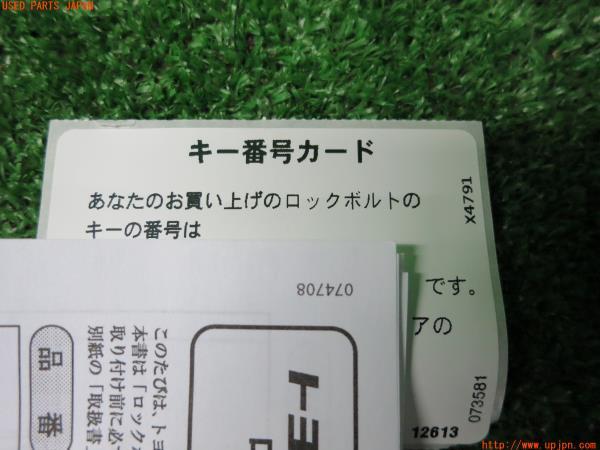 USED PARTS JAPAN
キー番号カード
あなたのお買い上げのロックボルトの
キーの番号は
です。
アの
X4791
073581
12613
074708
このたびは、トヨ
本書は「ロックボ
取り付け前に必
別紙の「取扱書
品番
トヨ
http://www.upjpn.com/